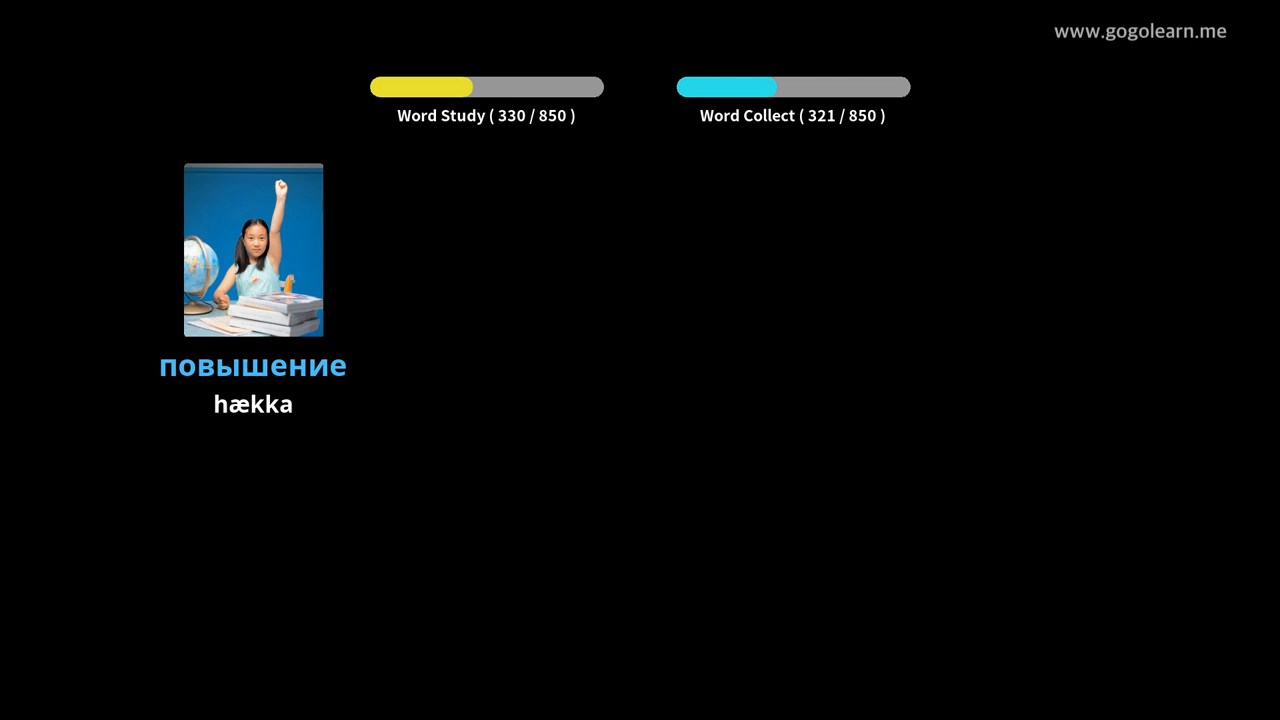 www.gogolearn.me
Word Study ( 330 / 850 )
Word Collect ( 321 / 850 )
повышение
hækka